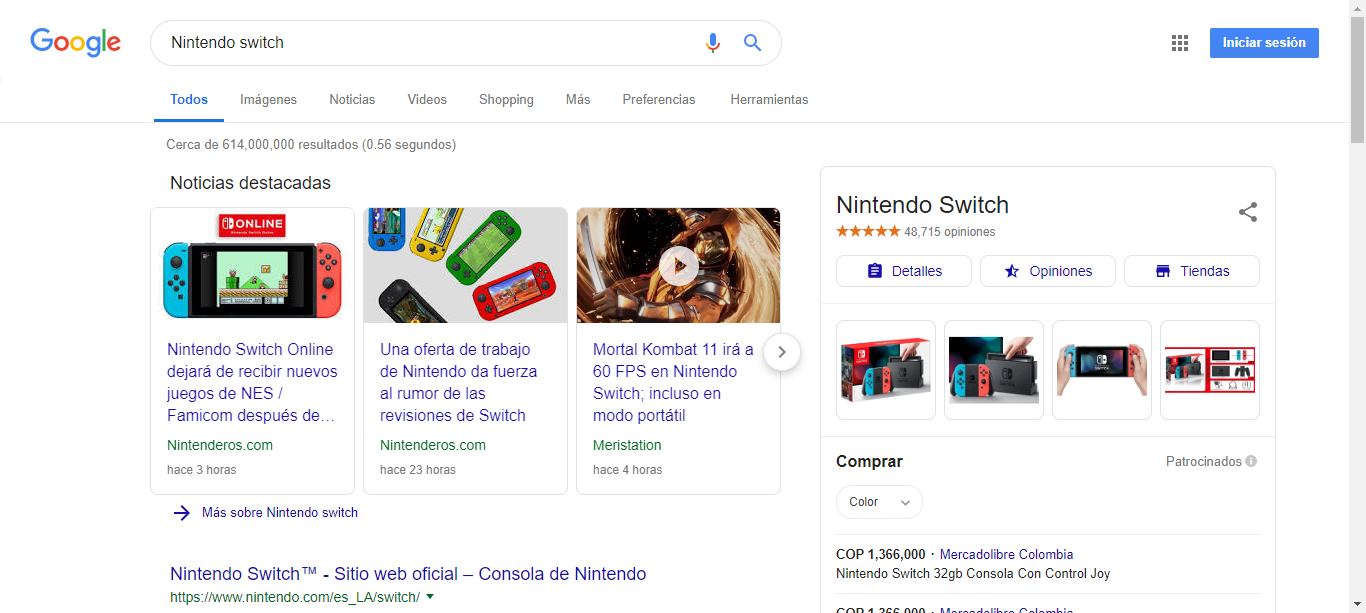 Google
Nintendo switch
Iniciar sesión
Todos Imágenes Noticias Videos Shopping Más Preferencias Herramientas
Cerca de 614,000,000 resultados (0.56 segundos)
Noticias destacadas
ONLINE
Nintendo Switch Online
Nintendo Switch Online
dejará de recibir nuevos
juegos de NES /
Famicom después de…
Nintenderos.com
hace 3 horas
Una oferta de trabajo
de Nintendo da fuerza
al rumor de las
revisiones de Switch
Nintenderos.com
hace 23 horas
Mortal Kombat 11 irá a
60 FPS en Nintendo
Switch; incluso en
modo portátil
Meristation
hace 4 horas
Más sobre Nintendo switch
Nintendo Switch™ - Sitio web oficial – Consola de Nintendo
https://www.nintendo.com/es_LA/switch/
Nintendo Switch
48,715 opiniones
Detalles Opiniones Tiendas
Comprar Patrocinados
Color
COP 1,366,000 · Mercadolibre Colombia
Nintendo Switch 32gb Consola Con Control Joy
COP 1,366,000 · Mercadolibre Colombia